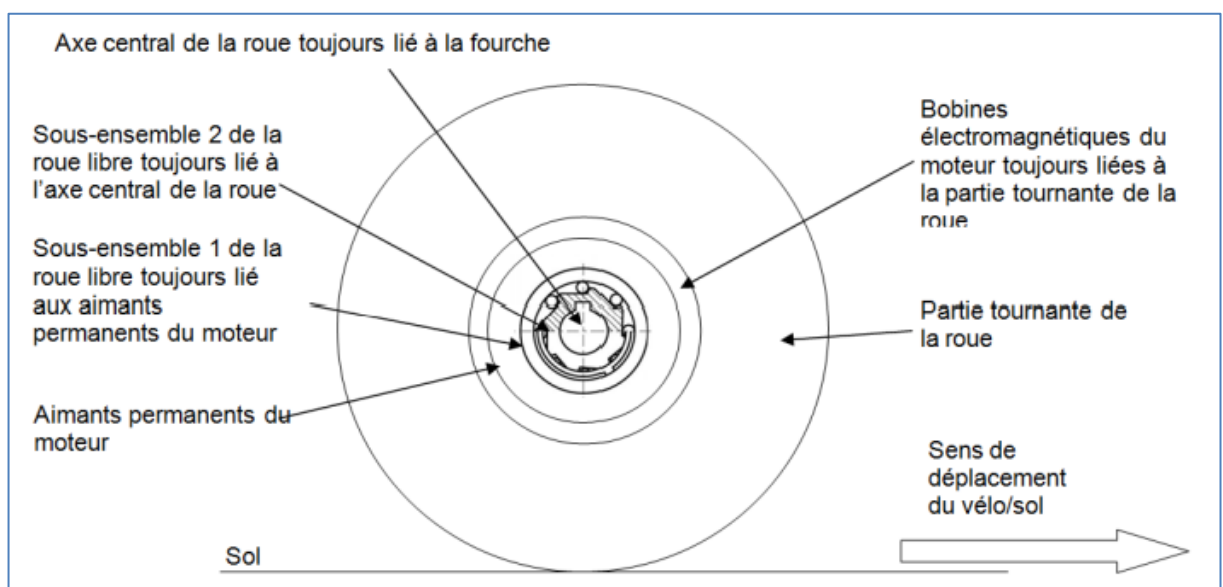 Axe central de la roue toujours lié à la fourche
Sous-ensemble 2 de la
roue libre toujours lié à
l'axe central de la roue
Sous-ensemble 1 de la
roue libre toujours lié
aux aimants
permanents du moteur
Aimants permanents du
moteur
Bobines
électromagnétiques du
moteur toujours liées à
la partie tournante de la
roue
Partie tournante de
la roue
Sens de
déplacement
du vélo/sol
Sol